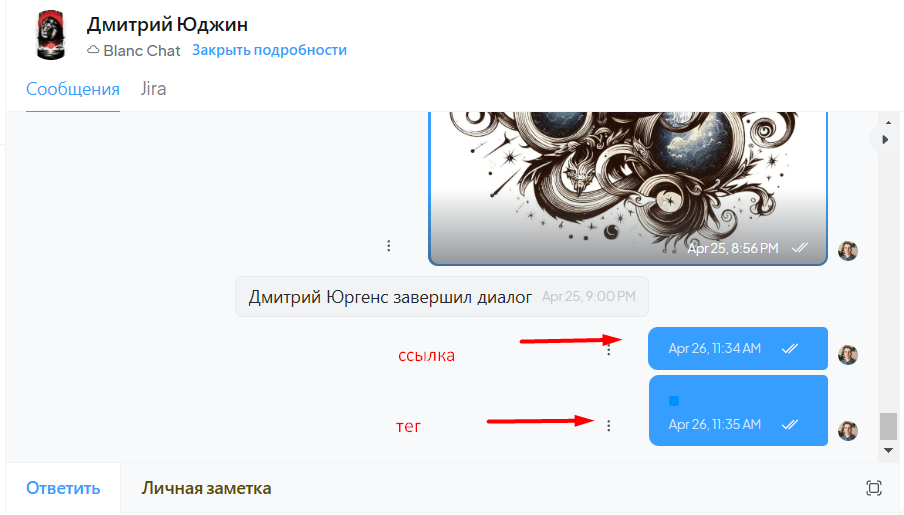 Дмитрий Юджин
Blanc Chat Закрыть подробности
Сообщения Jira
Apr 25, 8:56 PM
Дмитрий Юргенс завершил диалог Apr 25, 9:00 PM
ссылка
Apr 26, 11:34 AM
тег
Apr 26, 11:35 AM
Ответить Личная заметка